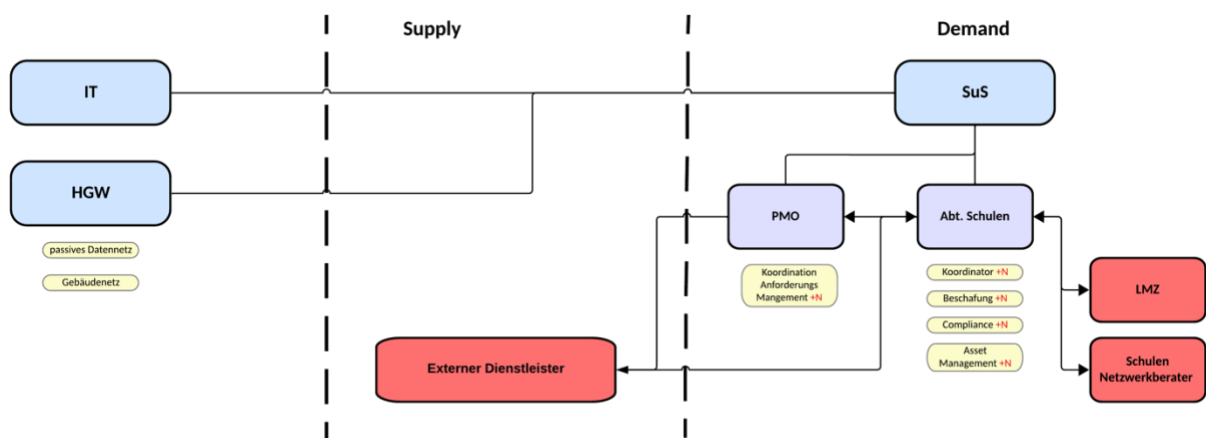 Supply
Demand
IT
SuS
HGW
passives Datennetz
Gebäudenetz
PMO
Abt. Schulen
Koordination
Anforderungs
Mangement +N
Koordinator +N
Beschafung +N
Compliance +N
Asset
Management +N
LMZ
Externer Dienstleister
Schulen
Netzwerkberater